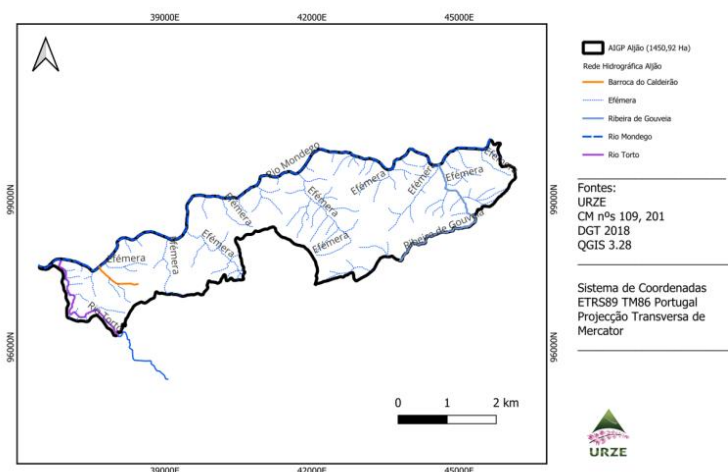 39000E 42000E 45000E
99000N
96000N
Rio Mondego
Efémera
Efémera
Efémera
Efémera
Efémera
Efémera
Efémera
Efémera
Efémera
Efémera
Ribeira de Gouveia
Rio Torto
99000N
96000N
0 1 2 km
39000E 42000E 45000E
AIGP Aljão (1450,92 Ha)
Rede Hidrográfica Aljão
Barroca do Caldeirão
Efémera
Ribeira de Gouveia
Rio Mondego
Rio Torto
Fontes:
URZE
CM nºs 109, 201
DGT 2018
QGIS 3.28
Sistema de Coordenadas
ETRS89 TM86 Portugal
Projecção Transversa de
Mercator
URZE